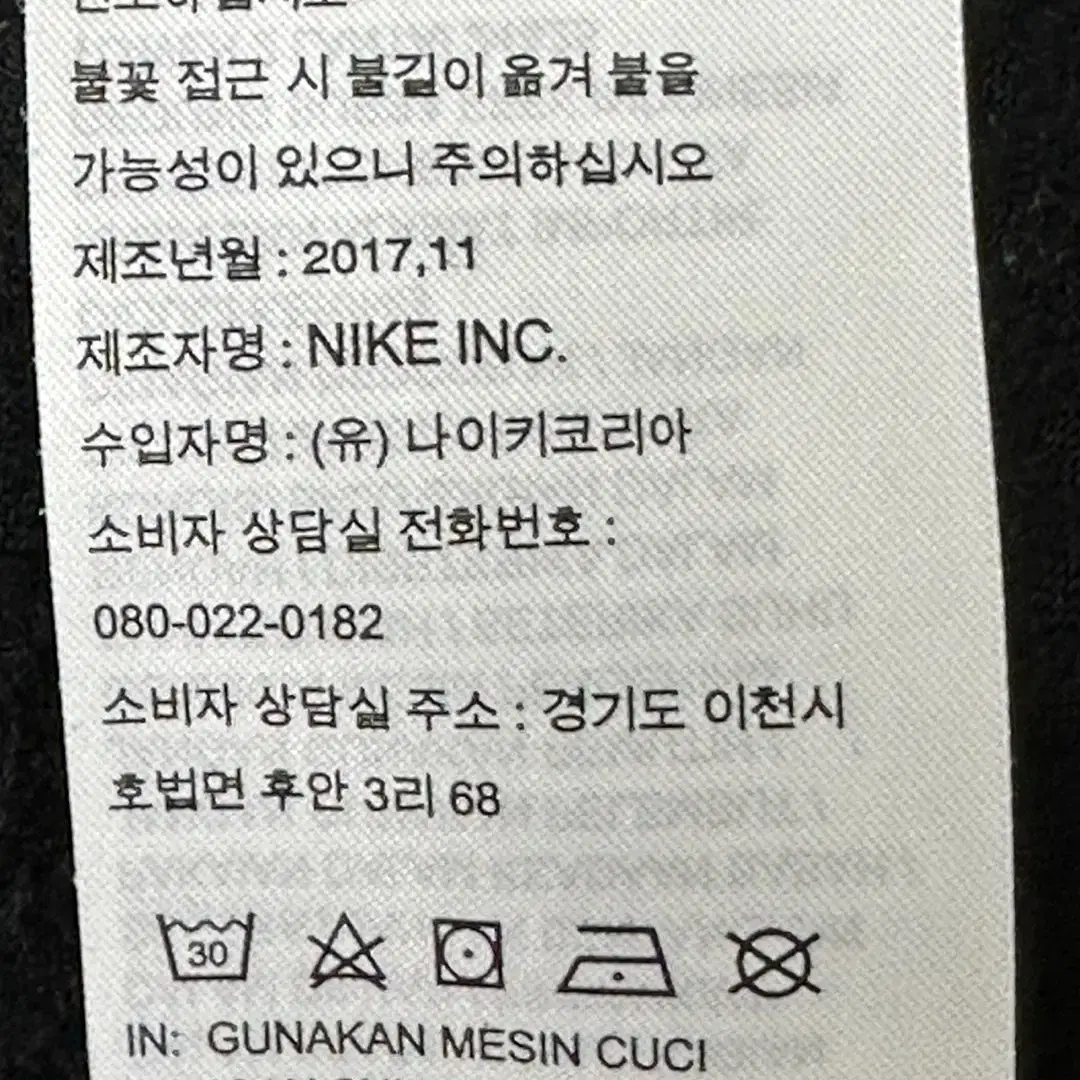 불꽃 접근 시 불길이 옮겨 불을
가능성이 있으니 주의하십시오
제조년월 : 2017,11
제조자명 : NIKE INC.
수입자명 : (유) 나이키코리아
소비자 상담실 전화번호 :
080-022-0182
소비자 상담실 주소 : 경기도 이천시
호법면 후안 3리 68
30
IN: GUNAKAN MESIN CUCI